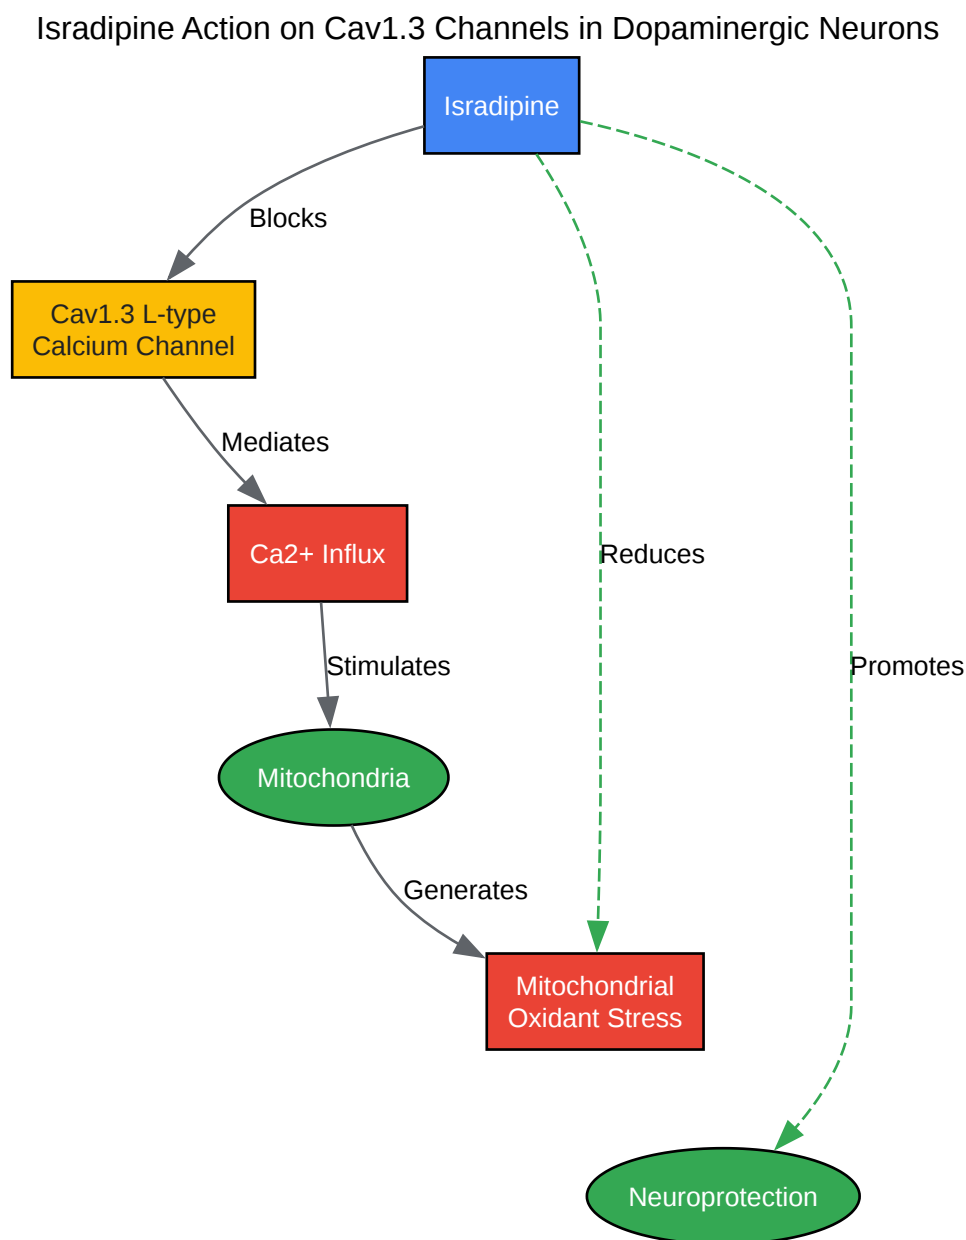 Isradipine Action on Cav1.3 Channels in Dopaminergic Neurons
Isradipine
Blocks
Cav1.3 L-type
Calcium Channel
Mediates
Ca2+ Influx
Reduces
Stimulates
Promotes
Mitochondria
Generates
Mitochondrial
Oxidant Stress
Neuroprotection